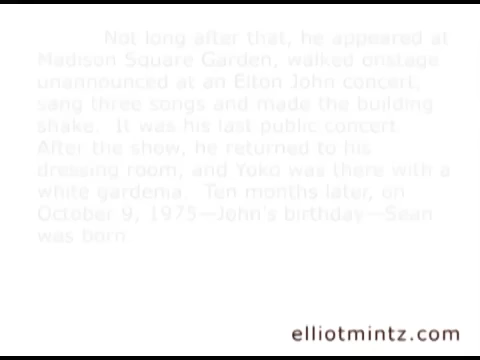 Not long after that, he appeared at
Madison Square Garden, walked onstage
unannounced at an Elton John concert,
sang three songs and made the building
shake. It was his last public concert.
After the show, he returned to his
dressing room, and Yoko was there with a
white gardenia. Ten months later, on
October 9, 1975—John's birthday—Sean
was born
elliotmintz.com